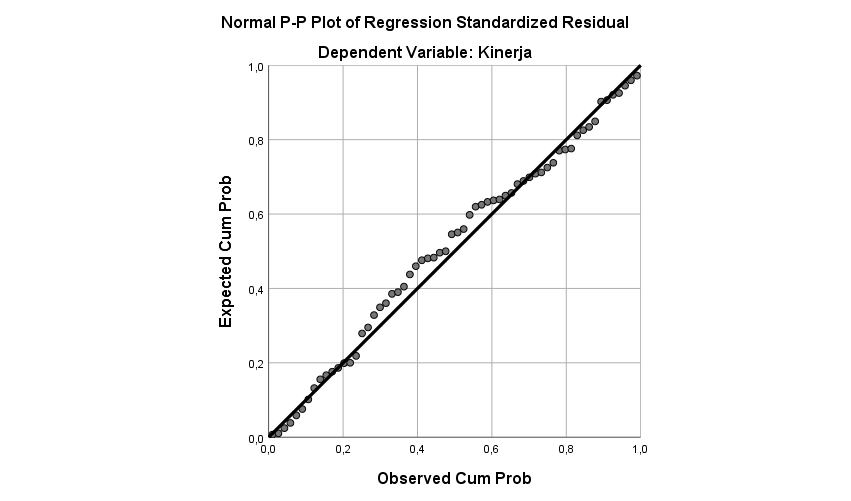 Normal P-P Plot of Regression Standardized Residual
Dependent Variable: Kinerja
Expected Cum Prob
1,0
0,8
0,6
0,4
0,2
0,0
0,0 0,2 0,4 0,6 0,8 1,0
Observed Cum Prob